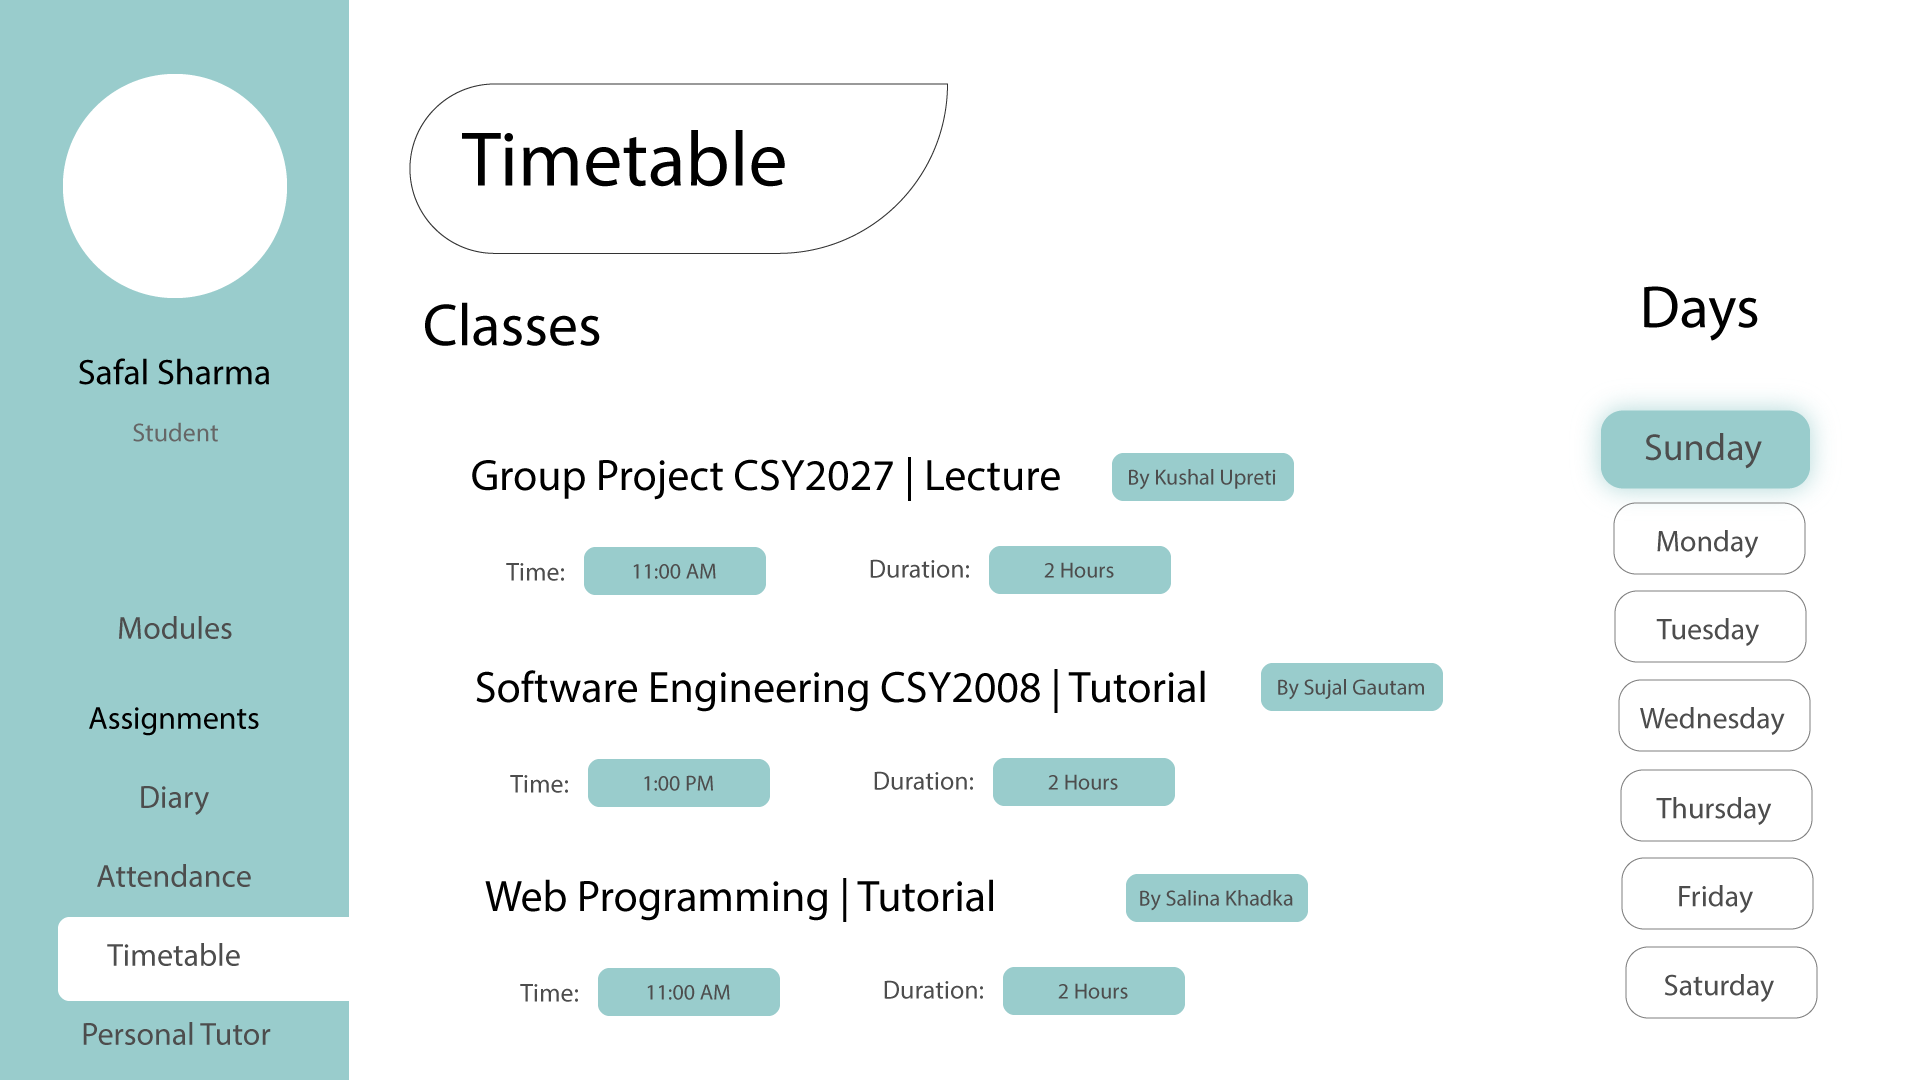 Safal Sharma
Student
Modules
Assignments
Diary
Attendance
Timetable
Personal Tutor
Timetable
Classes
Group Project CSY2027 | Lecture
By Kushal Upreti
Time: 11:00 AM
Duration: 2 Hours
Software Engineering CSY2008 | Tutorial
By Sujal Gautam
Time: 1:00 PM
Duration: 2 Hours
Web Programming | Tutorial
By Salina Khadka
Time: 11:00 AM
Duration: 2 Hours
Days
Sunday
Monday
Tuesday
Wednesday
Thursday
Friday
Saturday